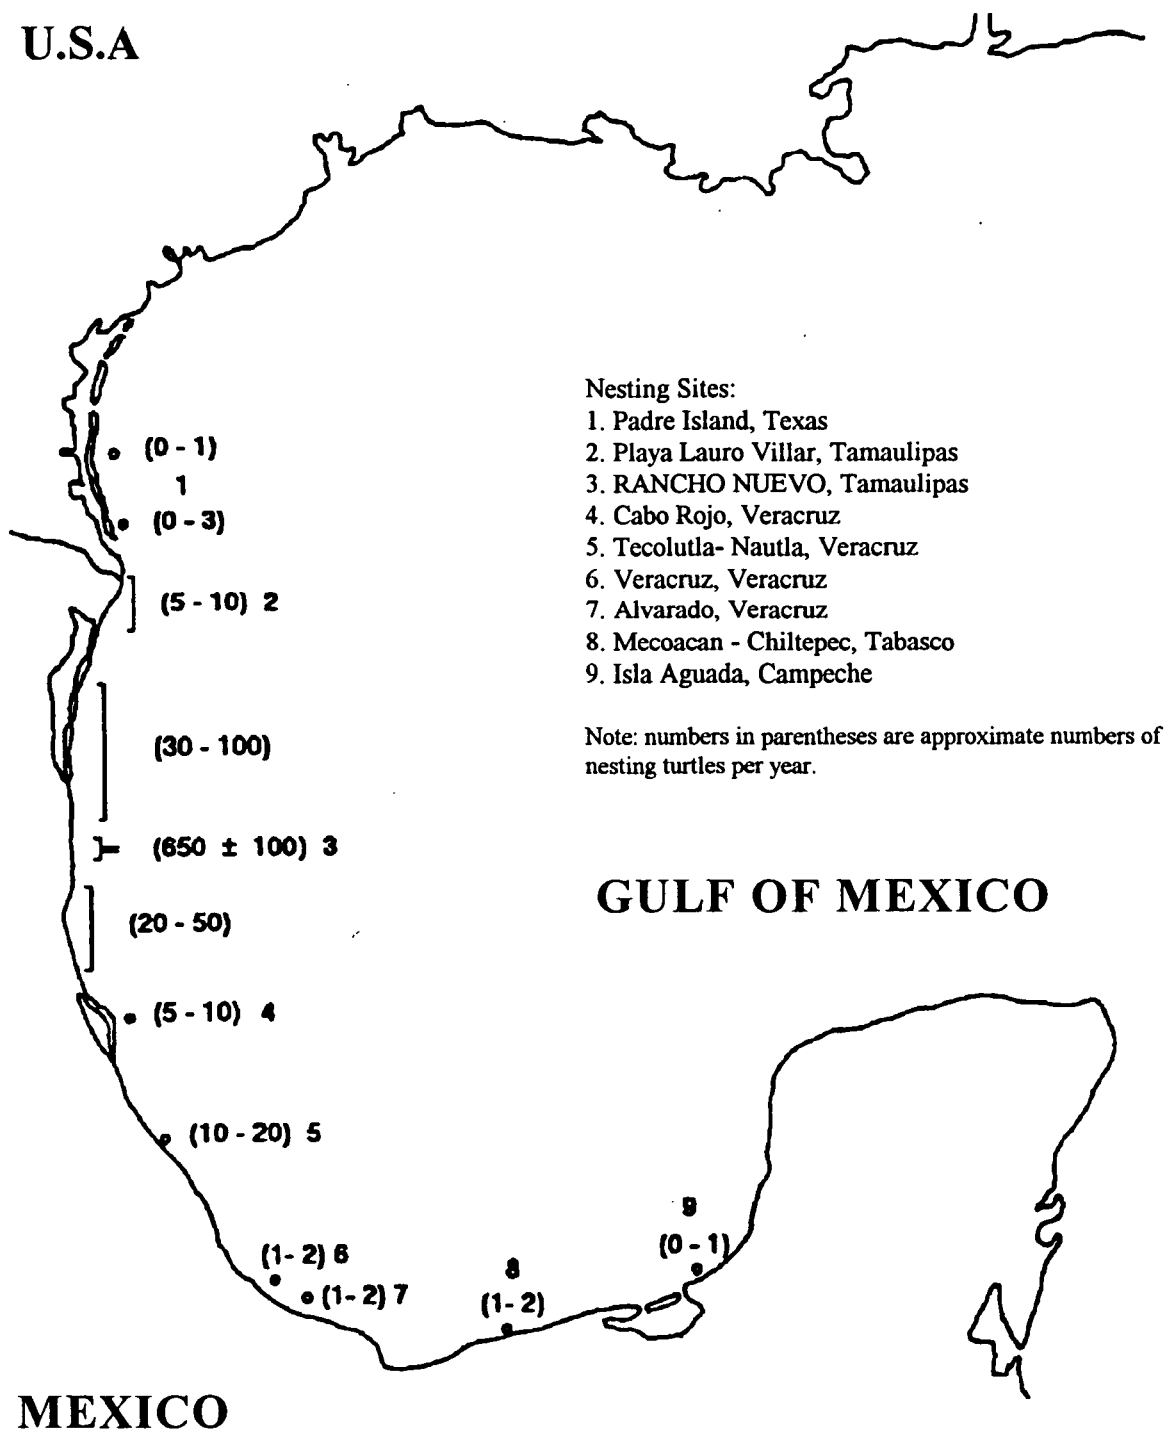 U.S.A
Nesting Sites:
1. Padre Island, Texas
2. Playa Lauro Villar, Tamaulipas
3. RANCHO NUEVO, Tamaulipas
4. Cabo Rojo, Veracruz
5. Tecolutla- Nautla, Veracruz
6. Veracruz, Veracruz
7. Alvarado, Veracruz
8. Mecoacan - Chiltepec, Tabasco
9. Isla Aguada, Campeche
Note: numbers in parentheses are approximate numbers of
nesting turtles per year.
(0 - 1)
1
(0 - 3)
(5 - 10) 2
(30 - 100)
(650 ± 100) 3
(20 - 50)
(5 - 10) 4
(10 - 20) 5
(1- 2) 6
(1- 2) 7
8
(1- 2)
9
(0 - 1)
GULF OF MEXICO
MEXICO